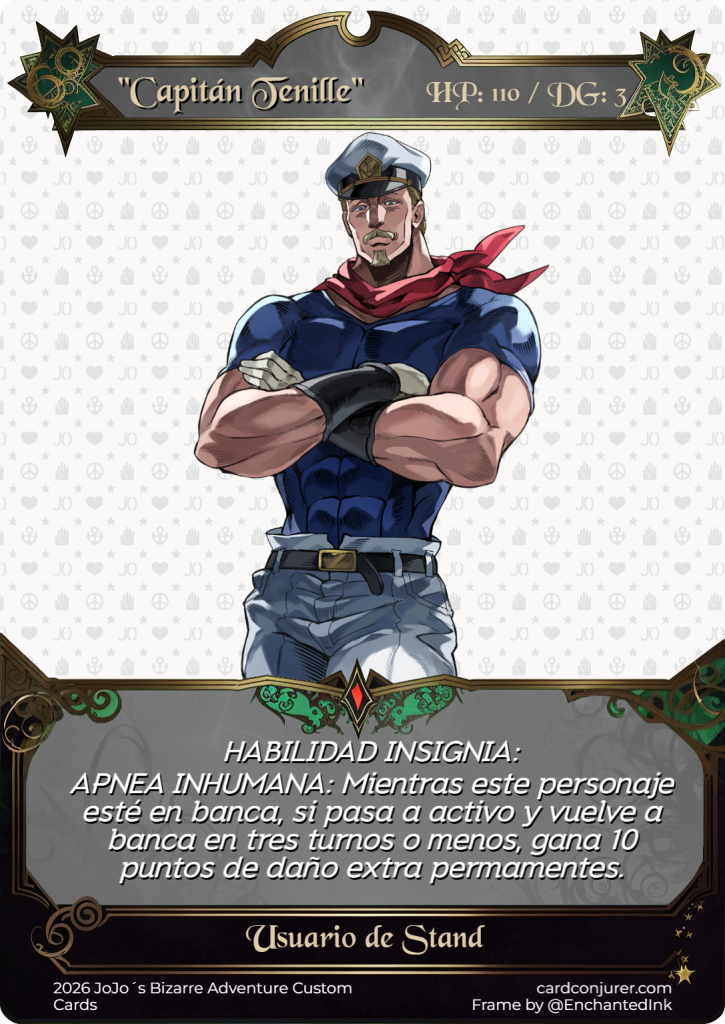 "Capitán Tenille" HP: 110 / DG: 3
HABILIDAD INSIGNIA:
APNEA INHUMANA: Mientras este personaje
esté en banca, si pasa a activo y vuelve a
banca en tres turnos o menos, gana 10
puntos de daño extra permamentes.
Usuario de Stand
2026 JoJo´s Bizarre Adventure Custom
Cards
cardconjurer.com
Frame by @EnchantedInk